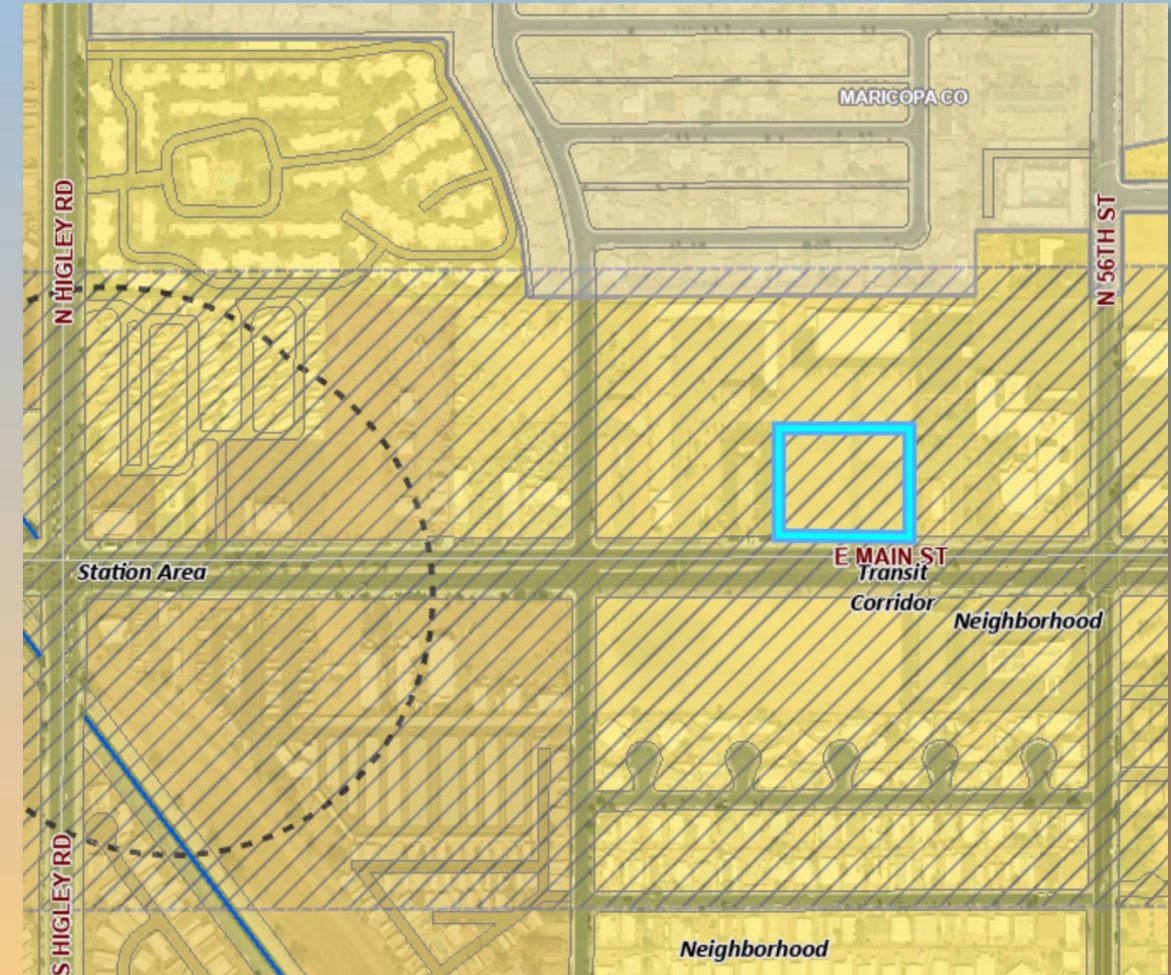 MARICOPA CO
N HIGLEY RD
N 56TH ST
E MAIN ST
Station Area
Transit
Corridor
Neighborhood
S HIGLEY RD
Neighborhood